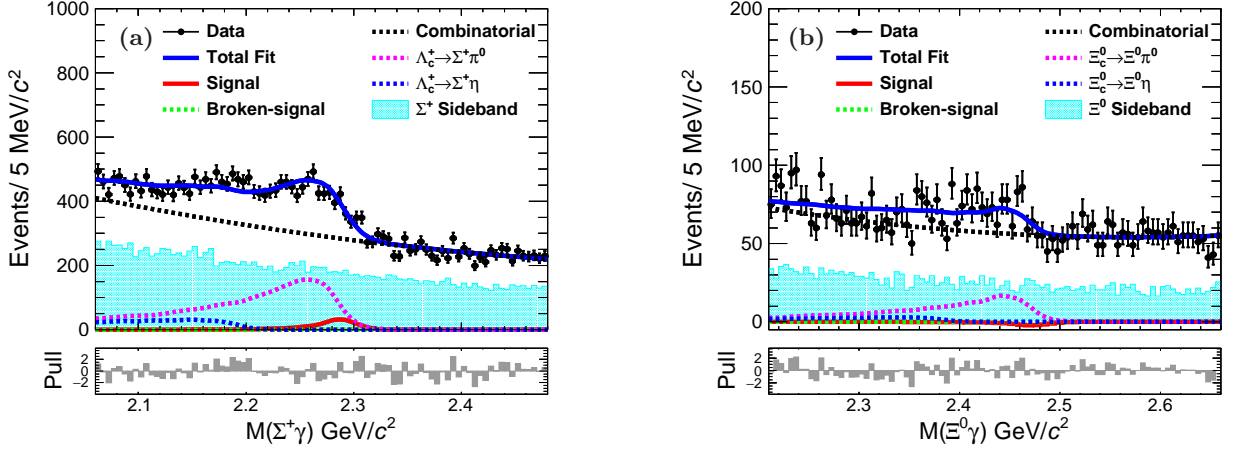 (a)
Data
Total Fit
Signal
Broken-signal
Combinatorial
Λc+→Σ+π0
Λc+→Σ+η
Σ+ Sideband
Events/ 5 MeV/c2
1000
800
600
400
200
0
Pull
2
0
−2
2.1 2.2 2.3 2.4
M(Σ+γ) GeV/c2
(b)
Data
Total Fit
Signal
Broken-signal
Combinatorial
Ξc0→Ξ0π0
Ξc0→Ξ0η
Ξ0 Sideband
Events/ 5 MeV/c2
200
150
100
50
0
Pull
2
0
−2
2.3 2.4 2.5 2.6
M(Ξ0γ) GeV/c2